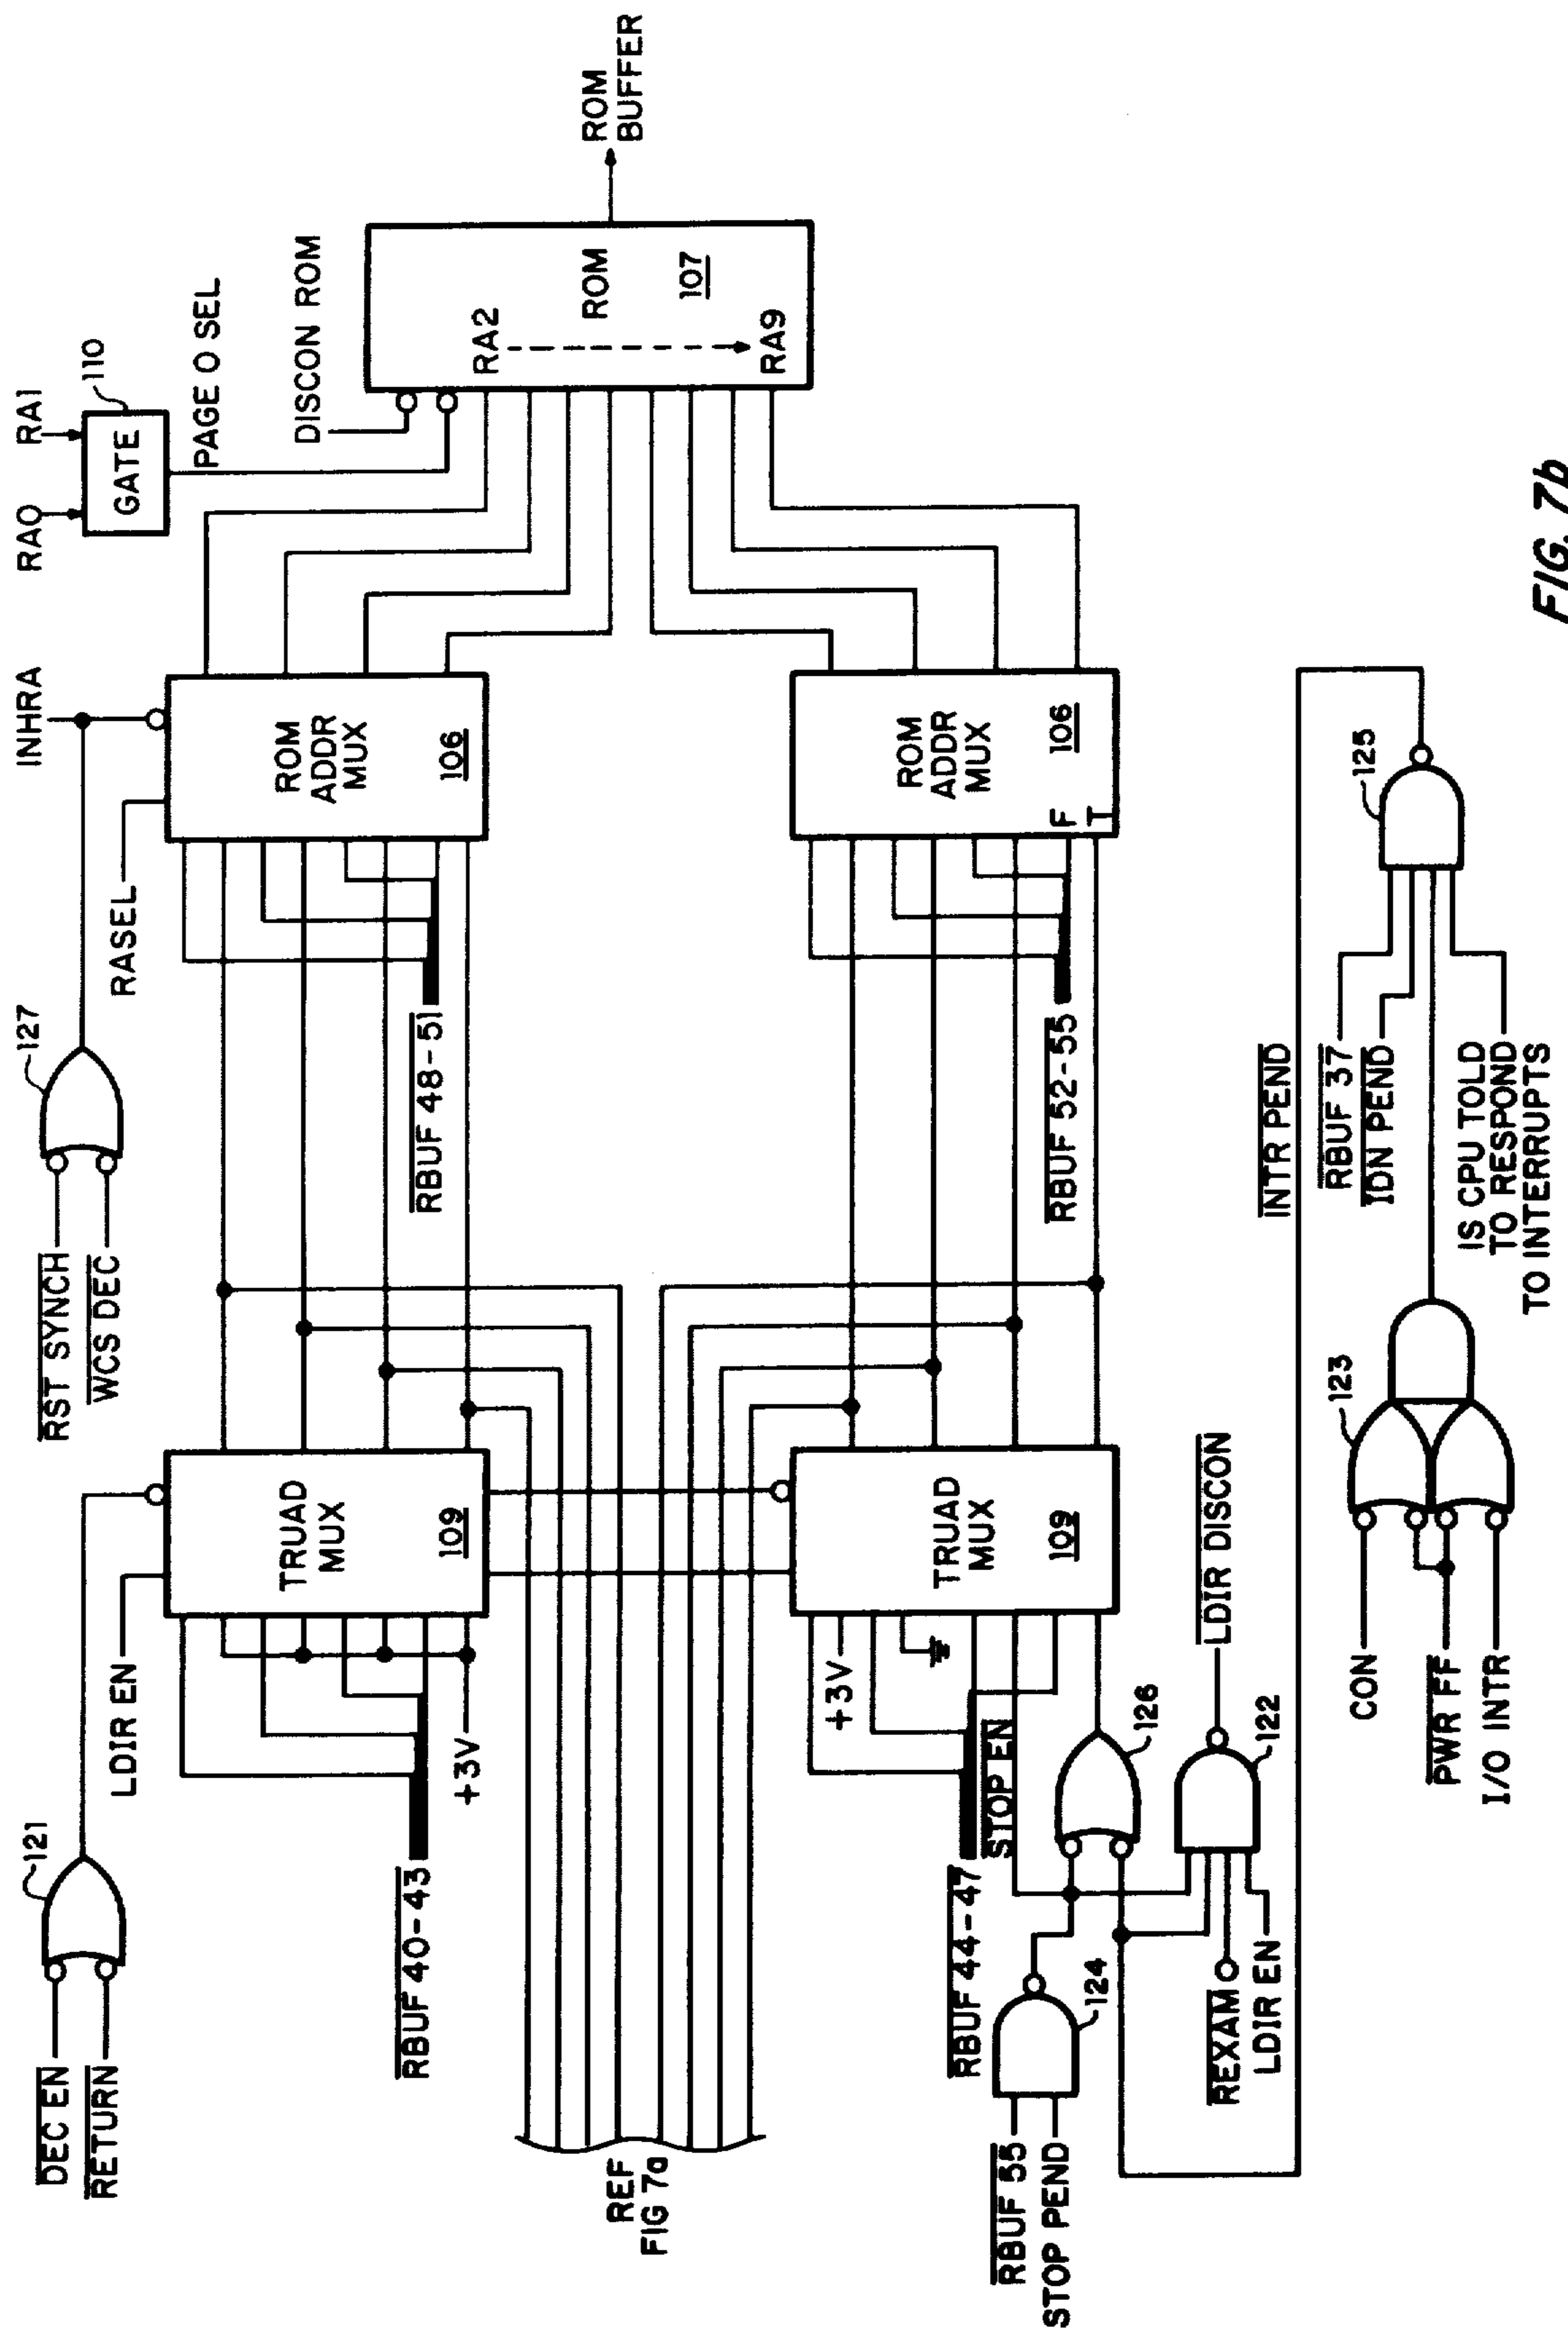 RA0
RA1
GATE
110
PAGE 0 SEL
DISCON ROM
RA2
ROM
107
RA9
ROM
BUFFER
INHRA
RASEL
127
RST SYNCH
WCS DEC
ROM
ADDR
MUX
106
RBUF 48-51
ROM
ADDR
MUX
106
F
T
RBUF 52-55
121
DEC EN
RETURN
LDIR EN
TRUAD
MUX
109
RBUF 40-43
+3V
REF
FIG 7a
TRUAD
MUX
109
+3V
RBUF 44-47
STOP EN
126
LDIR DISCON
122
124
RBUF 55
STOP PEND
REXAM
LDIR EN
INTR PEND
125
RBUF 37
IDN PEND
IS CPU TOLD
TO RESPOND
TO INTERRUPTS
123
CON
PWR FF
I/O INTR
FIG. 7b